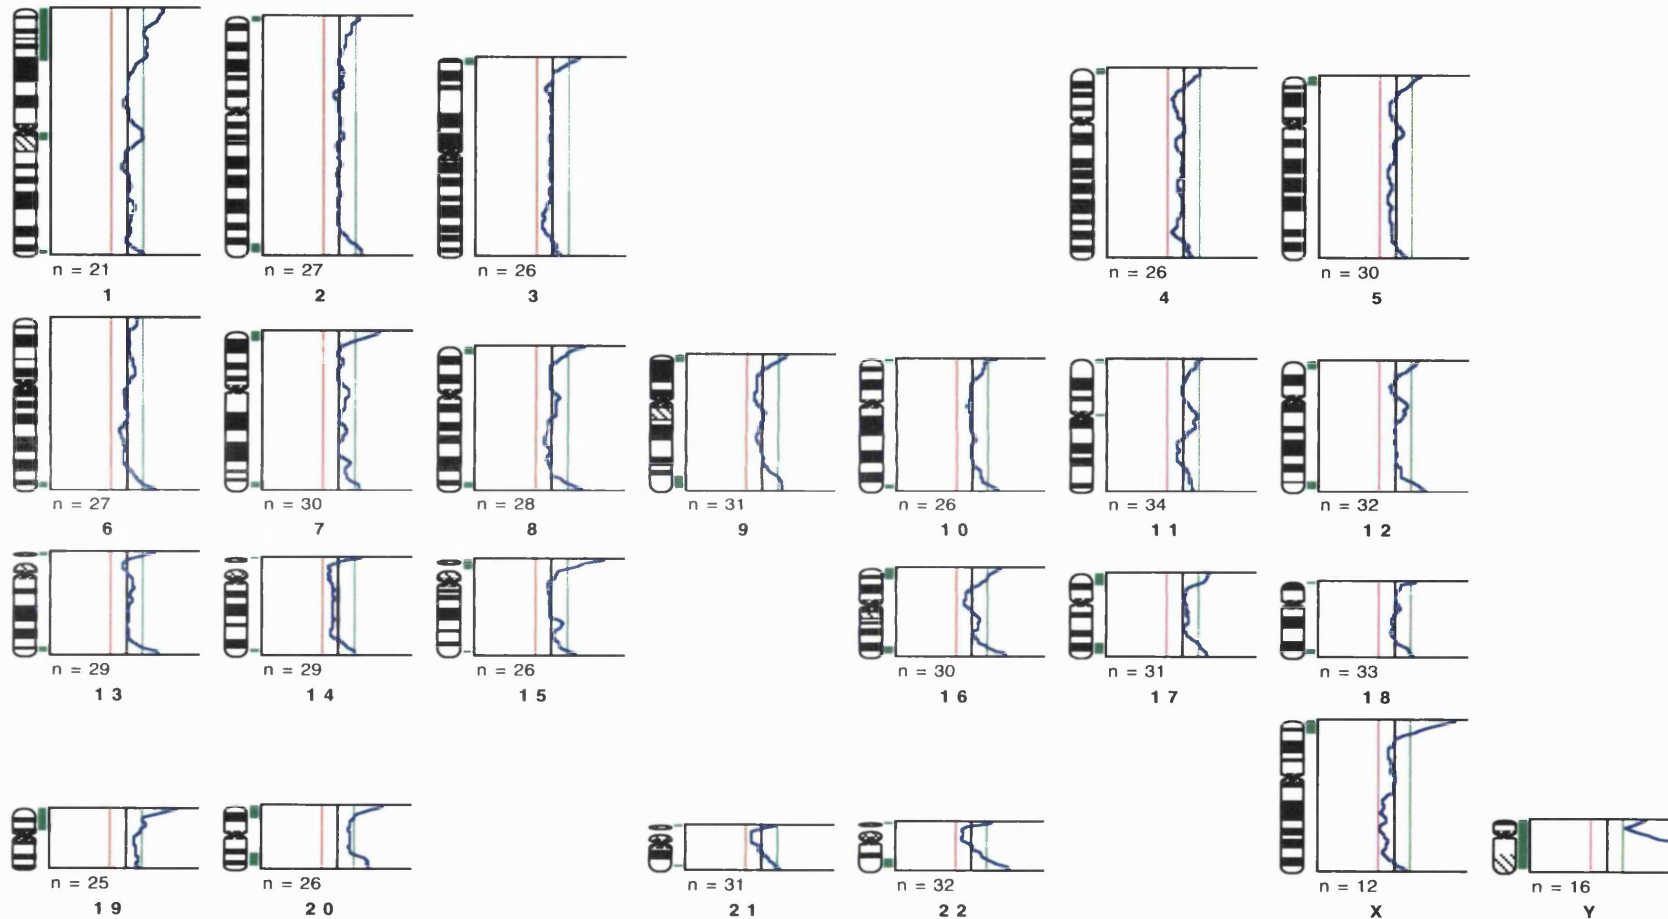 n = 21
n = 27
n = 26
n = 26
n = 30
1
2
3
4
5
n = 27
n = 30
n = 28
n = 31
n = 26
n = 34
n = 32
6
7
8
9
10
11
12
n = 29
n = 29
n = 26
n = 30
n = 31
n = 33
13
14
15
16
17
18
n = 25
n = 26
n = 31
n = 32
n = 12
n = 16
19
20
21
22
X
Y